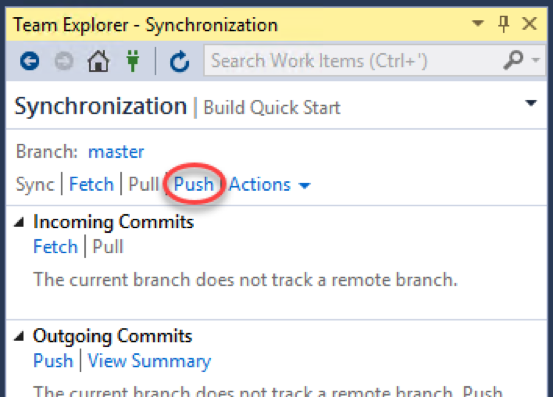 Team Explorer - Synchronization
Search Work Items (Ctrl+')
Synchronization | Build Quick Start
Branch: master
Sync | Fetch | Pull | Push | Actions
Incoming Commits
Fetch | Pull
The current branch does not track a remote branch.
Outgoing Commits
Push | View Summary
The current branch does not track a remote branch. Push